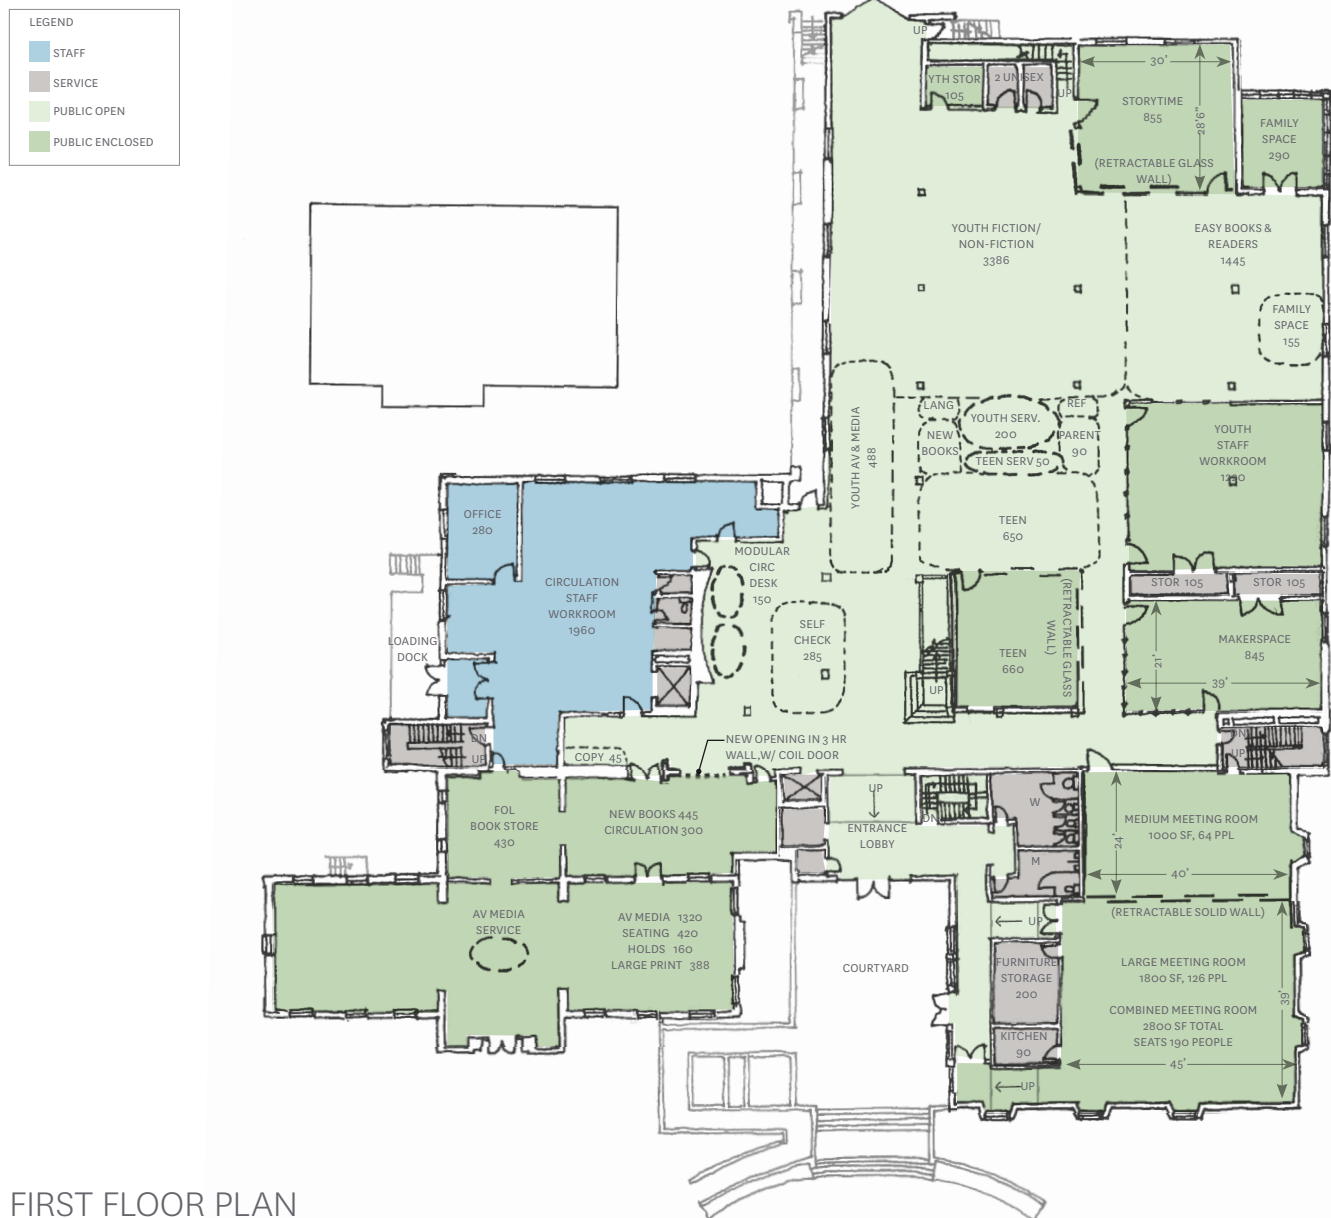 LEGEND
STAFF
SERVICE
PUBLIC OPEN
PUBLIC ENCLOSED
UP
YTH STOR
105
2 UNISEX
UP
30'
STORYTIME
855
28'6"
(RETRACTABLE GLASS
WALL)
FAMILY
SPACE
290
YOUTH FICTION/
NON-FICTION
3386
EASY BOOKS &
READERS
1445
FAMILY
SPACE
155
YOUTH AV & MEDIA
488
LANG
YOUTH SERV.
200
REF
NEW
BOOKS
PARENT
90
TEEN SERV 50
YOUTH
STAFF
WORKROOM
TEEN
650
OFFICE
280
CIRCULATION
STAFF
WORKROOM
1960
MODULAR
CIRC
DESK
150
SELF
CHECK
285
TEEN
660
(RETRACTABLE GLASS
WALL)
STOR 105
STOR 105
MAKERSPACE
845
21'
39'
LOADING
DOCK
UP
DN
UP
COPY 45
NEW OPENING IN 3 HR
WALL,W/ COIL DOOR
DN
UP
FOL
BOOK STORE
430
NEW BOOKS 445
CIRCULATION 300
UP
ENTRANCE
LOBBY
DN
W
M
MEDIUM MEETING ROOM
1000 SF, 64 PPL
24'
40'
(RETRACTABLE SOLID WALL)
AV MEDIA
SERVICE
AV MEDIA 1320
SEATING 420
HOLDS 160
LARGE PRINT 388
COURTYARD
UP
FURNITURE
STORAGE
200
KITCHEN
90
LARGE MEETING ROOM
1800 SF, 126 PPL
COMBINED MEETING ROOM
2800 SF TOTAL
SEATS 190 PEOPLE
39'
45'
UP
FIRST FLOOR PLAN